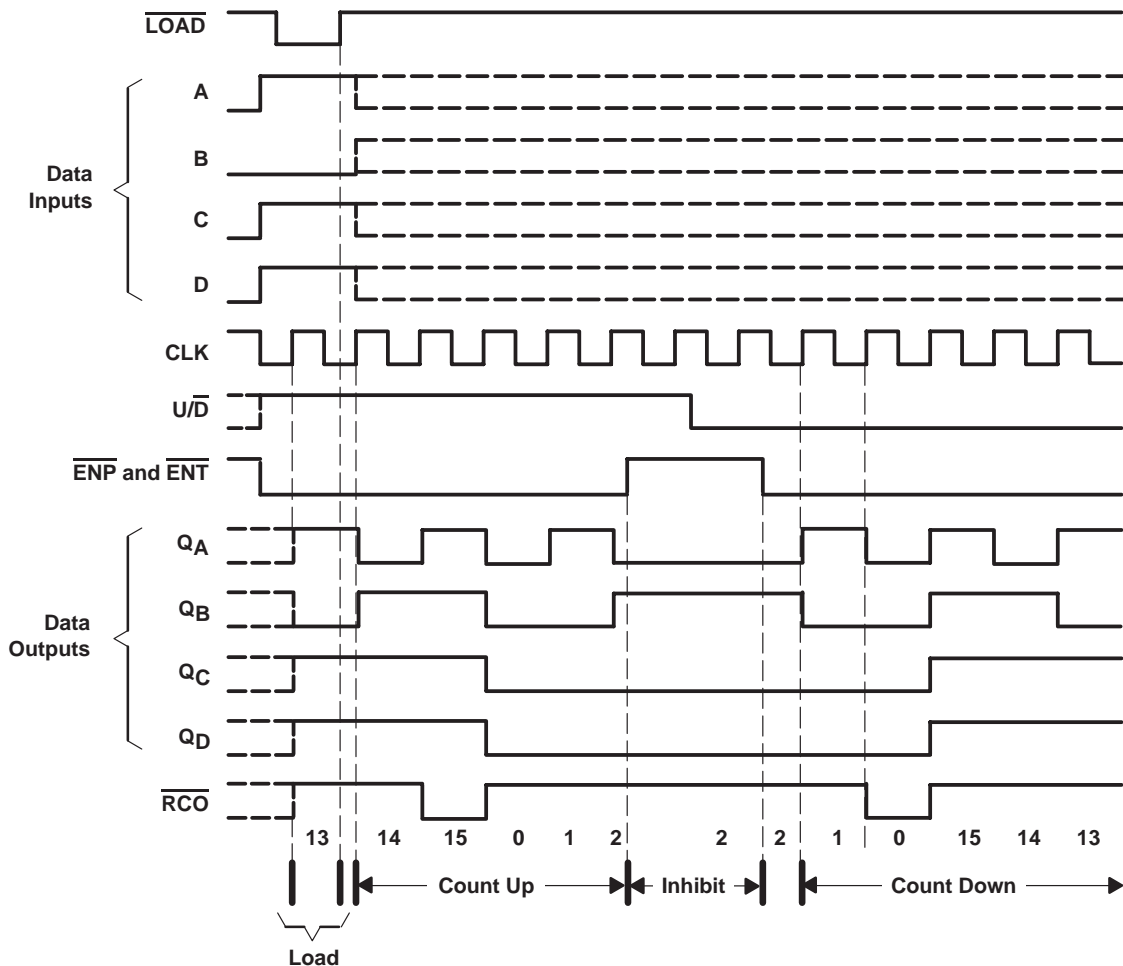 LOAD
A
B
Data
Inputs
C
D
CLK
U/D
ENP and ENT
QA
QB
Data
Outputs
QC
QD
RCO
13 14 15 0 1 2 2 2 1 0 15 14 13
Count Up Inhibit Count Down
Load